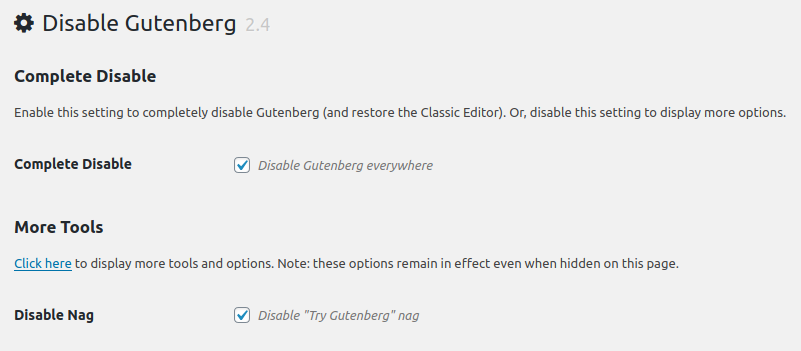 Disable Gutenberg 2.4
Complete Disable
Enable this setting to completely disable Gutenberg (and restore the Classic Editor). Or, disable this setting to display more options.
Complete Disable Disable Gutenberg everywhere
More Tools
Click here to display more tools and options. Note: these options remain in effect even when hidden on this page.
Disable Nag Disable "Try Gutenberg" nag